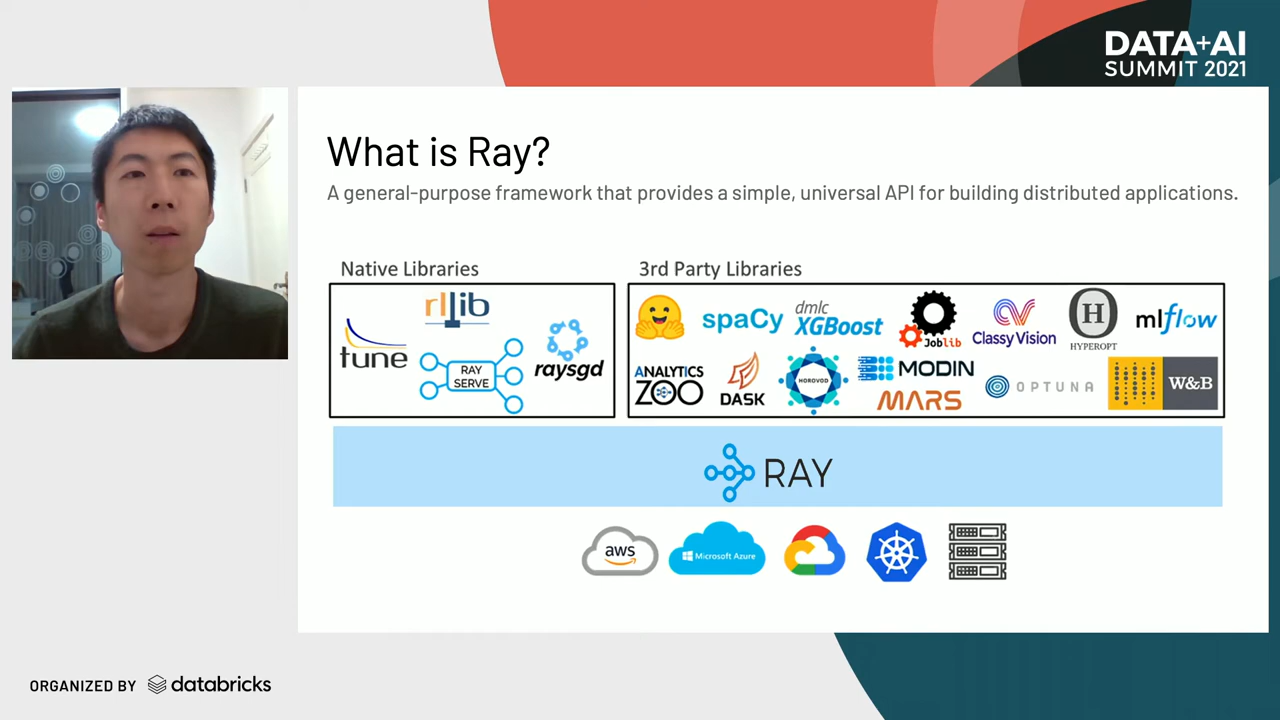 DATA+AI
SUMMIT 2021
What is Ray?
A general-purpose framework that provides a simple, universal API for building distributed applications.
Native Libraries
3rd Party Libraries
rllib
tune
RAY
SERVE
raysgd
spaCy
dmlc
XGBoost
Joblib
Classy Vision
H
HYPEROPT
mlflow
ANALYTICS
ZOO
DASK
HOROVOD
MODIN
MARS
OPTUNA
W&B
RAY
aws
Microsoft Azure
ORGANIZED BY databricks